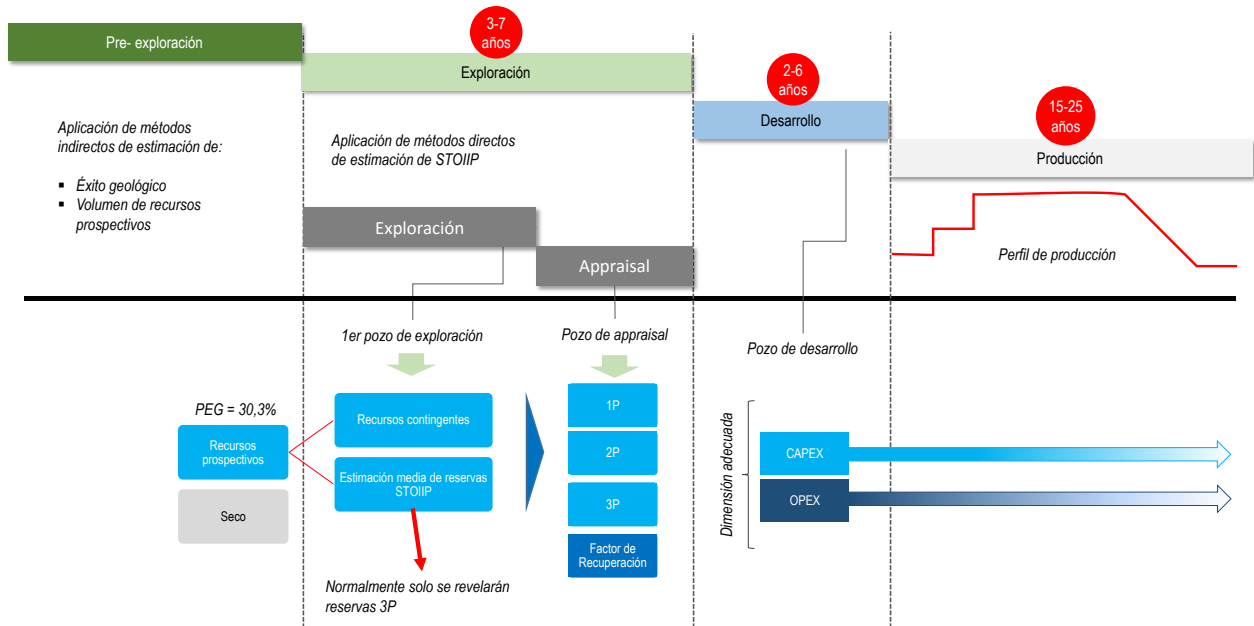 Pre- exploración
3-7
años
Exploración
2-6
años
Desarrollo
15-25
años
Producción
Aplicación de métodos
indirectos de estimación de:
▪ Éxito geológico
▪ Volumen de recursos
prospectivos
Aplicación de métodos directos
de estimación de STOIIP
Exploración
Appraisal
Perfil de producción
1er pozo de exploración
Pozo de appraisal
Pozo de desarrollo
PEG = 30,3%
Recursos
prospectivos
Seco
Recursos contingentes
Estimación media de reservas
STOIIP
Normalmente solo se revelarán
reservas 3P
1P
2P
3P
Factor de
Recuperación
Dimensión adecuada
CAPEX
OPEX